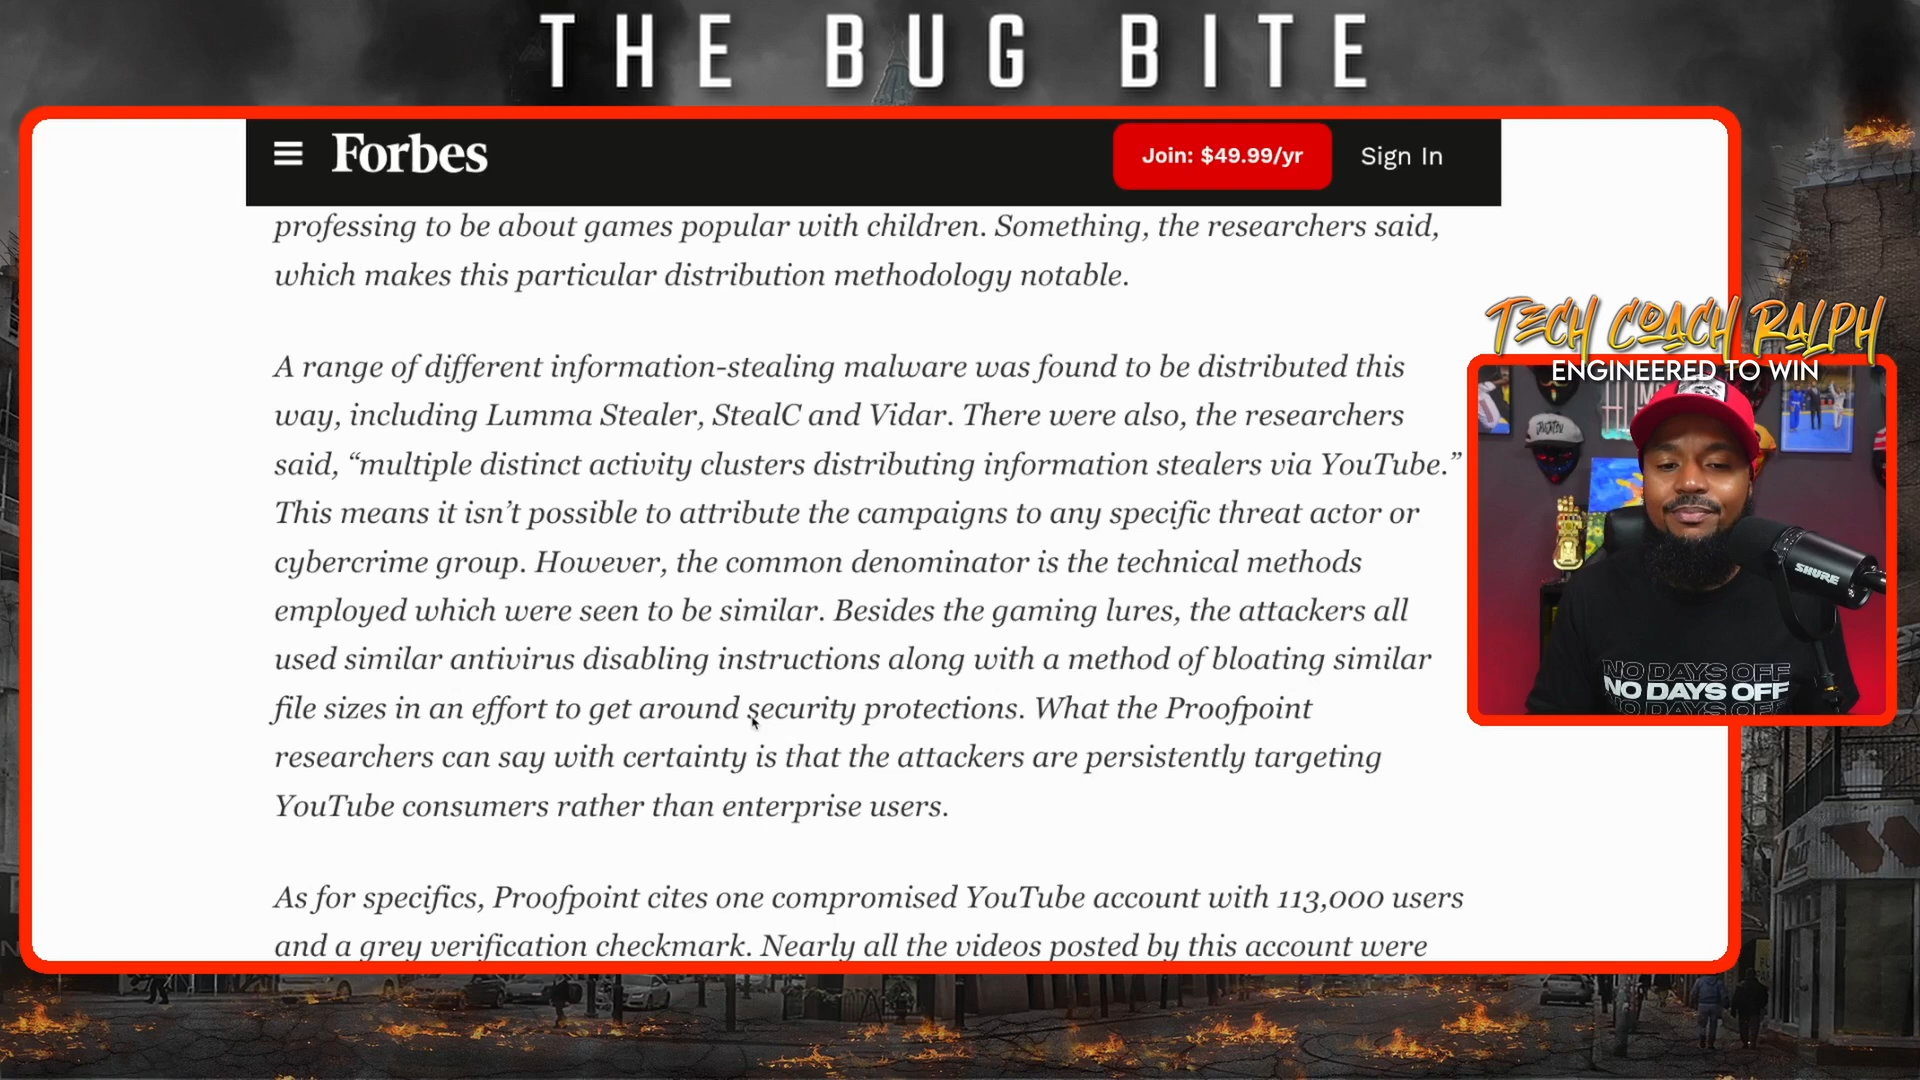 THE BUG BITE
Forbes
Join: $49.99/yr
Sign In
professing to be about games popular with children. Something, the researchers said,
which makes this particular distribution methodology notable.
A range of different information-stealing malware was found to be distributed this
way, including Lumma Stealer, StealC and Vidar. There were also, the researchers
said, “multiple distinct activity clusters distributing information stealers via YouTube.”
This means it isn’t possible to attribute the campaigns to any specific threat actor or
cybercrime group. However, the common denominator is the technical methods
employed which were seen to be similar. Besides the gaming lures, the attackers all
used similar antivirus disabling instructions along with a method of bloating similar
file sizes in an effort to get around security protections. What the Proofpoint
researchers can say with certainty is that the attackers are persistently targeting
YouTube consumers rather than enterprise users.
As for specifics, Proofpoint cites one compromised YouTube account with 113,000 users
and a grey verification checkmark. Nearly all the videos posted by this account were
TECH COACH RALPH
ENGINEERED TO WIN
SHURE
NO DAYS OFF
NO DAYS OFF
NO DAYS OFF